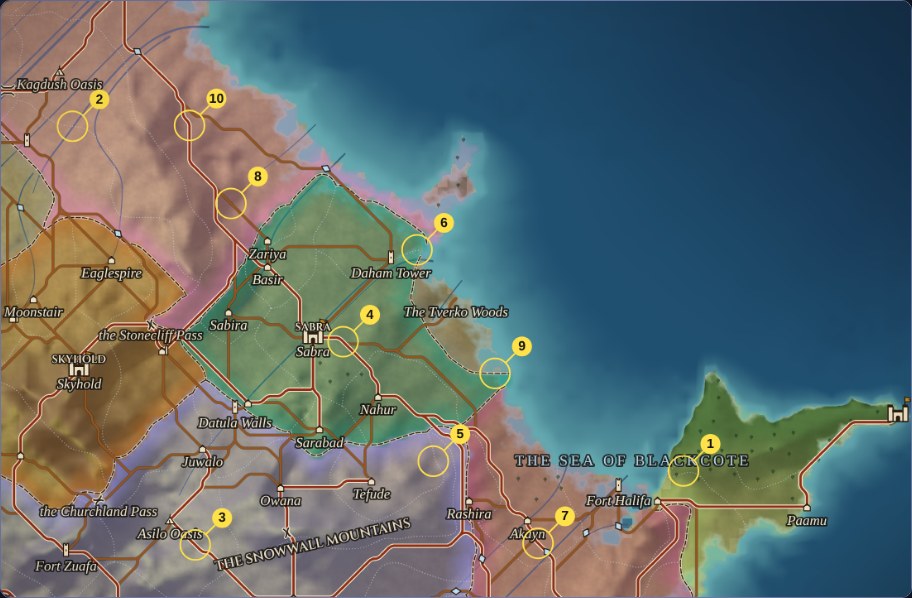 Kagdush Oasis
2
10
8
6
Zariya
Daham Tower
Eaglespire
Basir
Moonstair
The Tverko Woods
4
Sabira
SABRA
the Stonecliff Pass
Sabra
9
SKYHOLD
Skyhold
Nahur
Datula Walls
5
1
Sarabad
THE SEA OF BLACKCOTE
Juwalo
Tefude
Owana
Fort Halifa
the Churchland Pass
Rashira
3
7
Paamu
Asilo Oasis
THE SNOWWALL MOUNTAINS
Akayn
Fort Zuafa